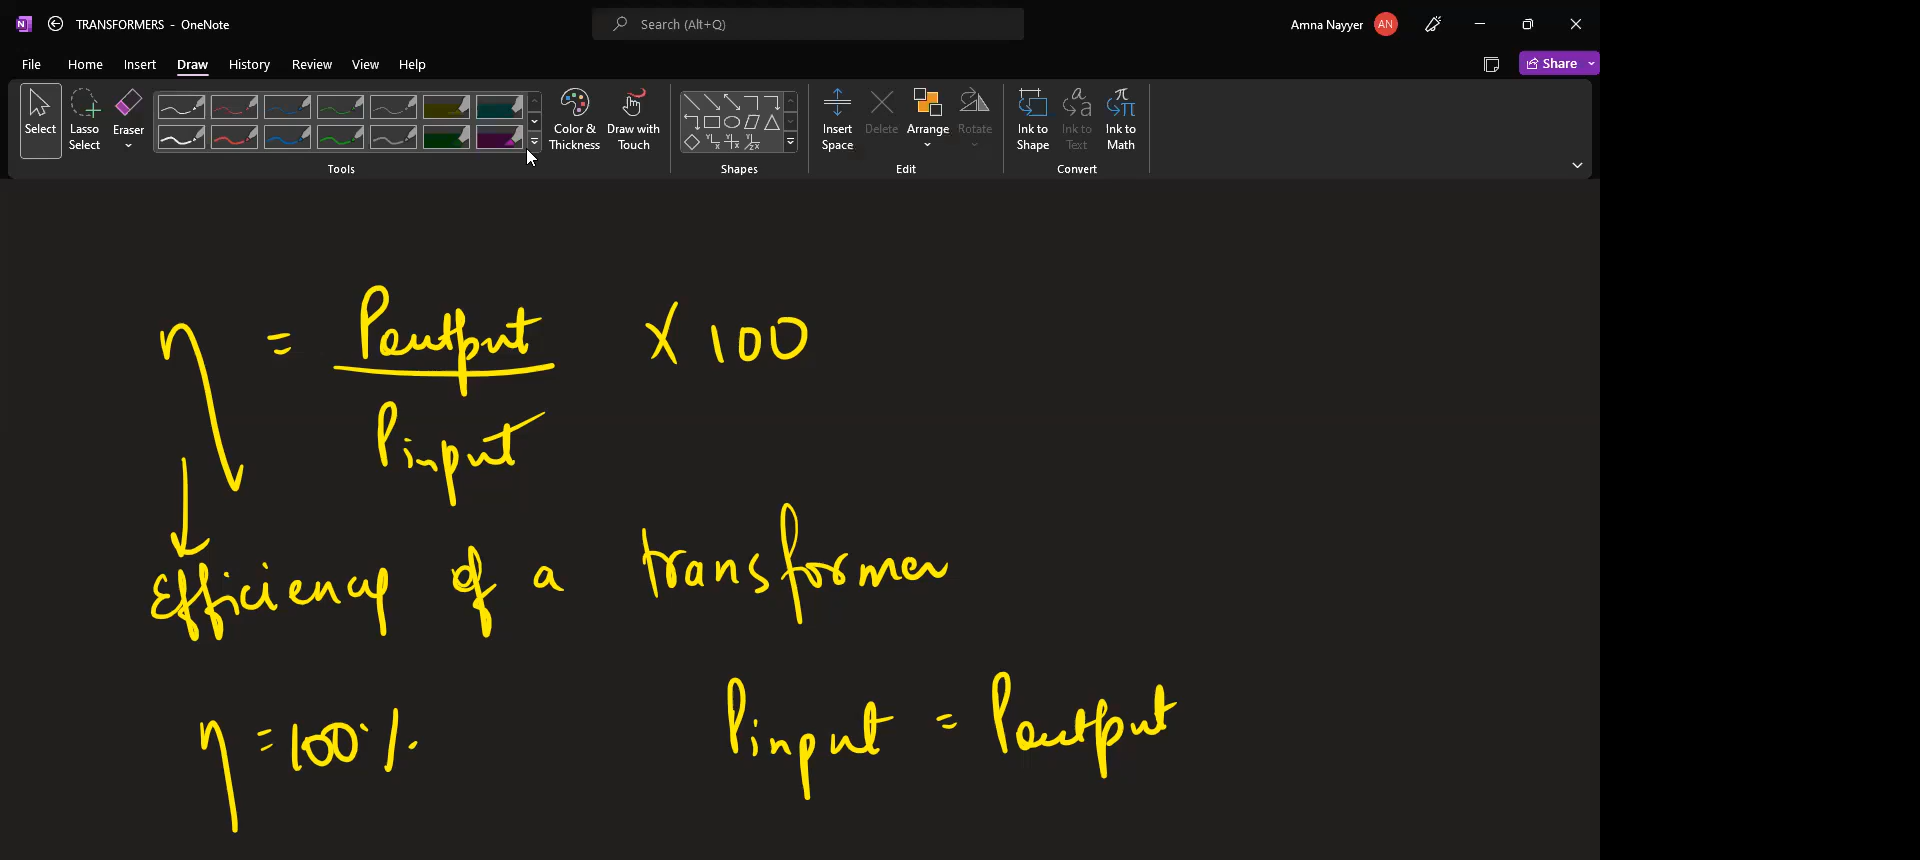 TRANSFORMERS - OneNote
Search (Alt+Q)
Amna Nayyer AN
File Home Insert Draw History Review View Help
Share
Select
Lasso Select
Eraser
Color & Thickness
Draw with Touch
Insert Space
Delete
Arrange
Rotate
Ink to Shape
Ink to Text
Ink to Math
Tools
Shapes
Edit
Convert
η = Poutput × 100
Pinput
Efficiency of a transformer
η = 100%
Pinput = Poutput